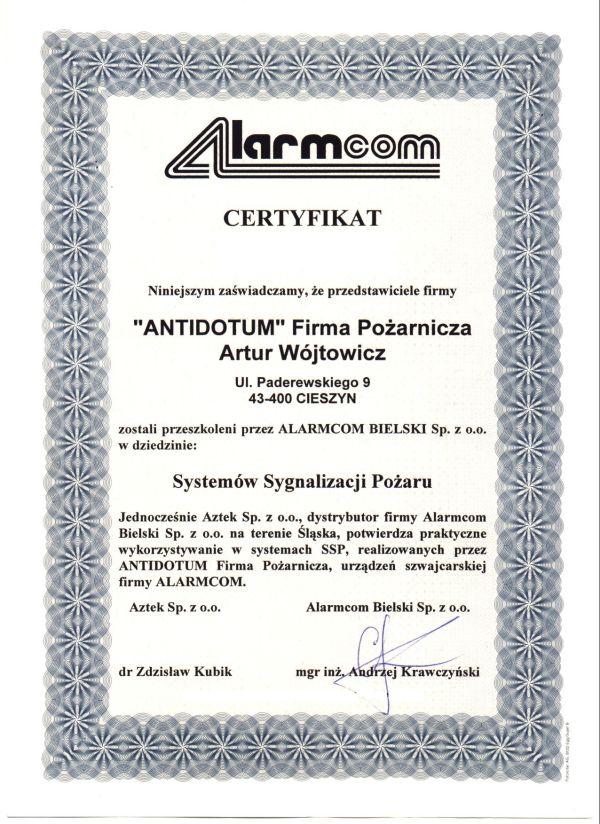 Alarmcom
CERTYFIKAT
Niniejszym zaświadczamy, że przedstawiciele firmy
"ANTIDOTUM" Firma Pożarnicza
Artur Wójtowicz
Ul. Paderewskiego 9
43-400 CIESZYN
zostali przeszkoleni przez ALARMCOM BIELSKI Sp. z o.o.
w dziedzinie:
Systemów Sygnalizacji Pożaru
Jednocześnie Aztek Sp. z o.o., dystrybutor firmy Alarmcom
Bielski Sp. z o.o. na terenie Śląska, potwierdza praktyczne
wykorzystywanie w systemach SSP, realizowanych przez
ANTIDOTUM Firma Pożarnicza, urządzeń szwajcarskiej
firmy ALARMCOM.
Aztek Sp. z o.o. Alarmcom Bielski Sp. z o.o.
dr Zdzisław Kubik mgr inż. Andrzej Krawczyński